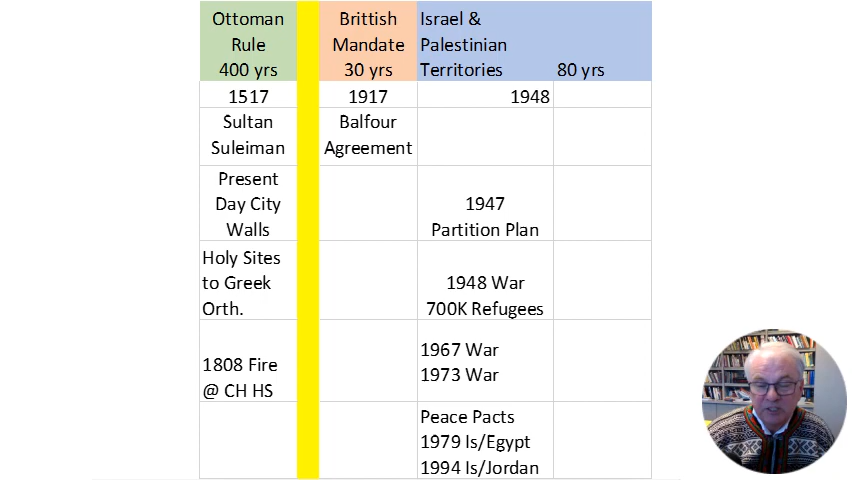 Ottoman
Rule
400 yrs
Brittish
Mandate
30 yrs
Israel &
Palestinian
Territories
80 yrs
1517
1917
1948
Sultan
Suleiman
Balfour
Agreement
Present
Day City
Walls
1947
Partition Plan
Holy Sites
to Greek
Orth.
1948 War
700K Refugees
1808 Fire
@ CH HS
1967 War
1973 War
Peace Pacts
1979 Is/Egypt
1994 Is/Jordan